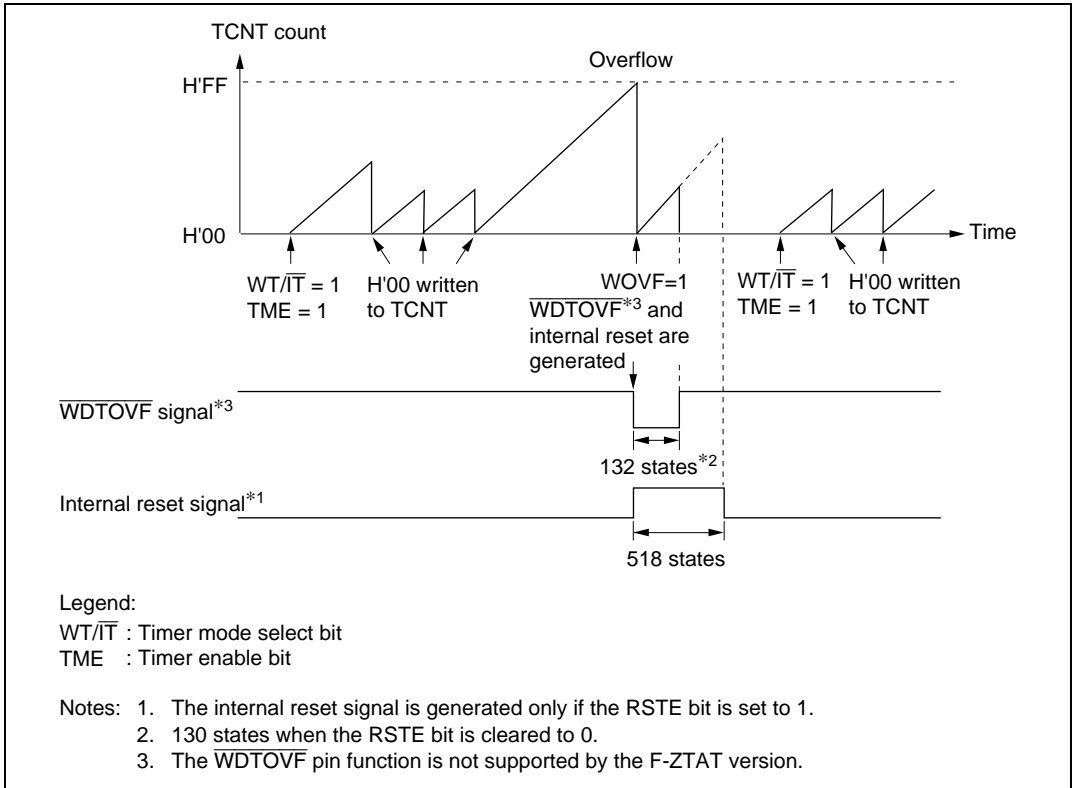 TCNT count
Overflow
H'FF
H'00
Time
WT/IT = 1
TME = 1
H'00 written
to TCNT
WOVF=1
WDTOVF*3 and
internal reset are
generated
WT/IT = 1
TME = 1
H'00 written
to TCNT
WDTOVF signal*3
132 states*2
Internal reset signal*1
518 states
Legend:
WT/IT : Timer mode select bit
TME : Timer enable bit
Notes: 1. The internal reset signal is generated only if the RSTE bit is set to 1.
2. 130 states when the RSTE bit is cleared to 0.
3. The WDTOVF pin function is not supported by the F-ZTAT version.